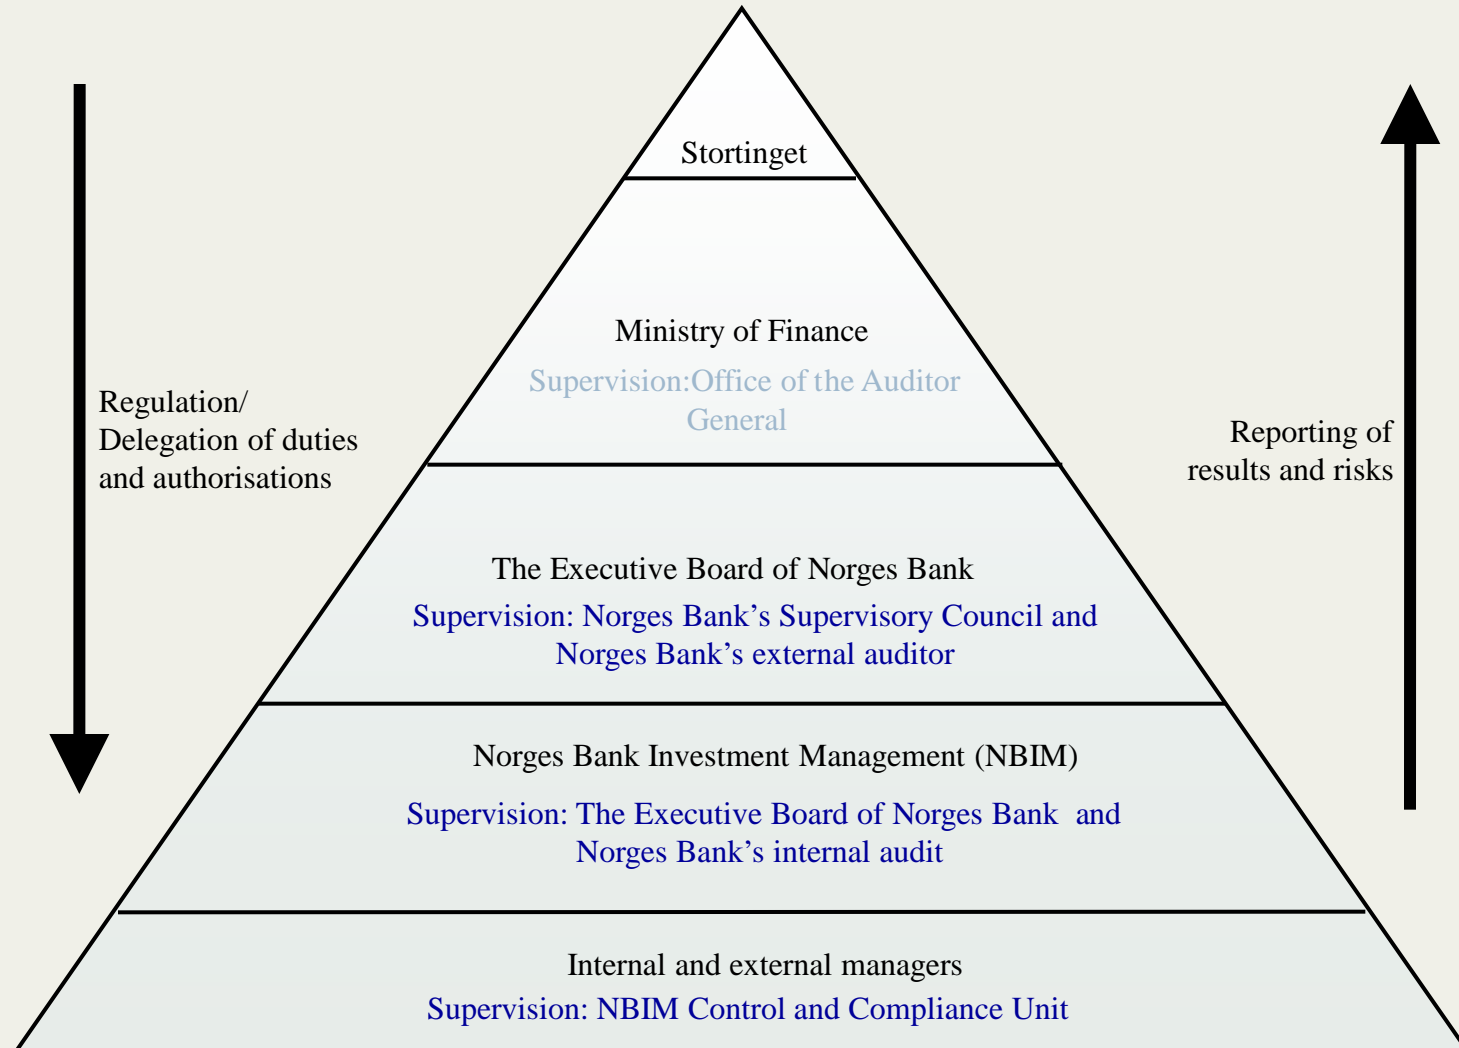 Stortinget
Ministry of Finance
Supervision:Office of the Auditor
General
Regulation/
Delegation of duties
and authorisations
Reporting of
results and risks
The Executive Board of Norges Bank
Supervision: Norges Bank’s Supervisory Council and
Norges Bank’s external auditor
Norges Bank Investment Management (NBIM)
Supervision: The Executive Board of Norges Bank  and
Norges Bank’s internal audit
Internal and external managers
Supervision: NBIM Control and Compliance Unit